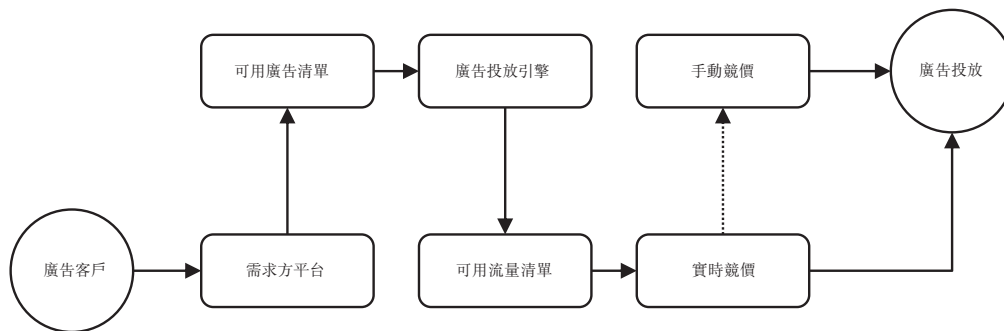 可用廣告清單
廣告投放引擎
手動競價
廣告投放
廣告客戶
需求方平台
可用流量清單
實時競價